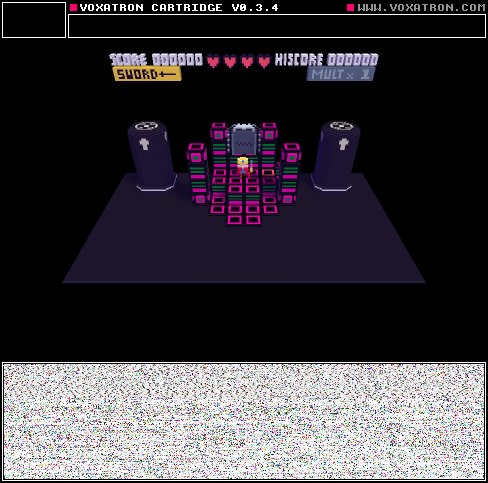 VOXATRON CARTRIDGE V0.3.4
WWW.VOXATRON.COM
SCORE 000000
HISCORE 000000
SWORD
MULT x 1